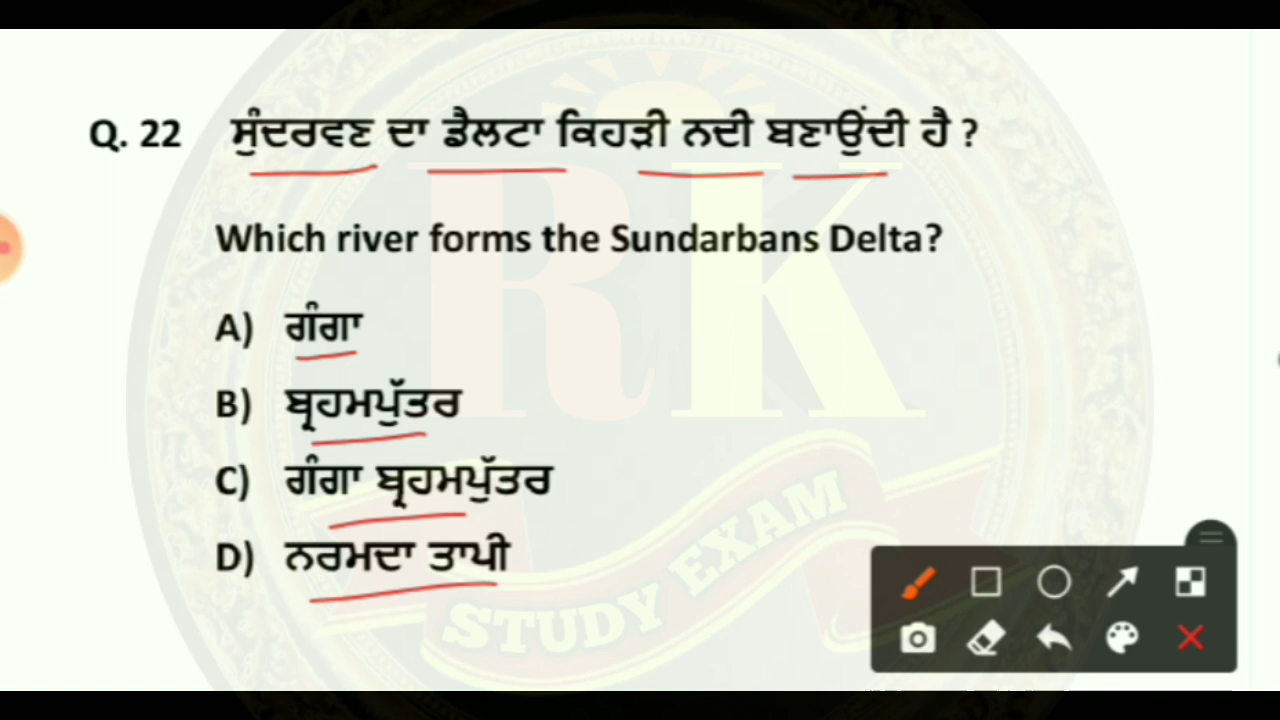 Q. 22 ਸੁੰਦਰਵਣ ਦਾ ਡੈਲਟਾ ਕਿਹੜੀ ਨਦੀ ਬਣਾਉਂਦੀ ਹੈ ?
Which river forms the Sundarbans Delta?
A) ਗੰਗਾ
B) ਬ੍ਰਹਮਪੁੱਤਰ
C) ਗੰਗਾ ਬ੍ਰਹਮਪੁੱਤਰ
D) ਨਰਮਦਾ ਤਾਪੀ
RK
STUDY EXAM